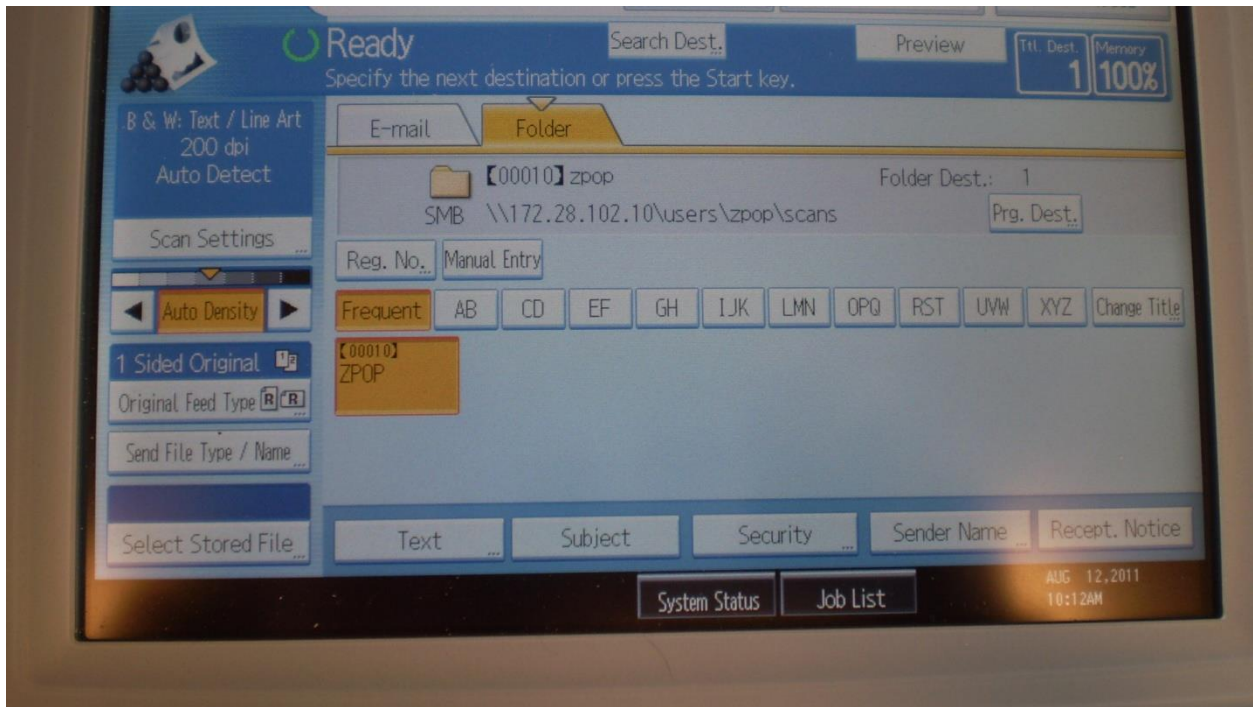 Ready
Search Dest.
Preview
Ttl. Dest.
1
Memory
100%
Specify the next destination or press the Start key.
B & W: Text / Line Art
200 dpi
Auto Detect
Scan Settings
Auto Density
1 Sided Original
Original Feed Type
Send File Type / Name
Select Stored File
E-mail
Folder
【00010】zpop
Folder Dest.: 1
SMB \\172.28.102.10\users\zpop\scans
Prg. Dest.
Reg. No.
Manual Entry
Frequent AB CD EF GH IJK LMN OPQ RST UVW XYZ Change Title
【00010】
ZPOP
Text
Subject
Security
Sender Name
Recept. Notice
System Status
Job List
AUG 12,2011
10:12AM